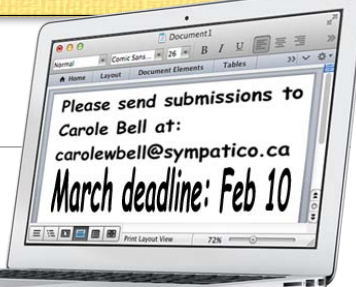 Document1
Normal Comic Sans... 26 B I U
Home Layout Document Elements Tables
Please send submissions to
Carole Bell at:
carolewbell@sympatico.ca
March deadline: Feb 10
Print Layout View 72%